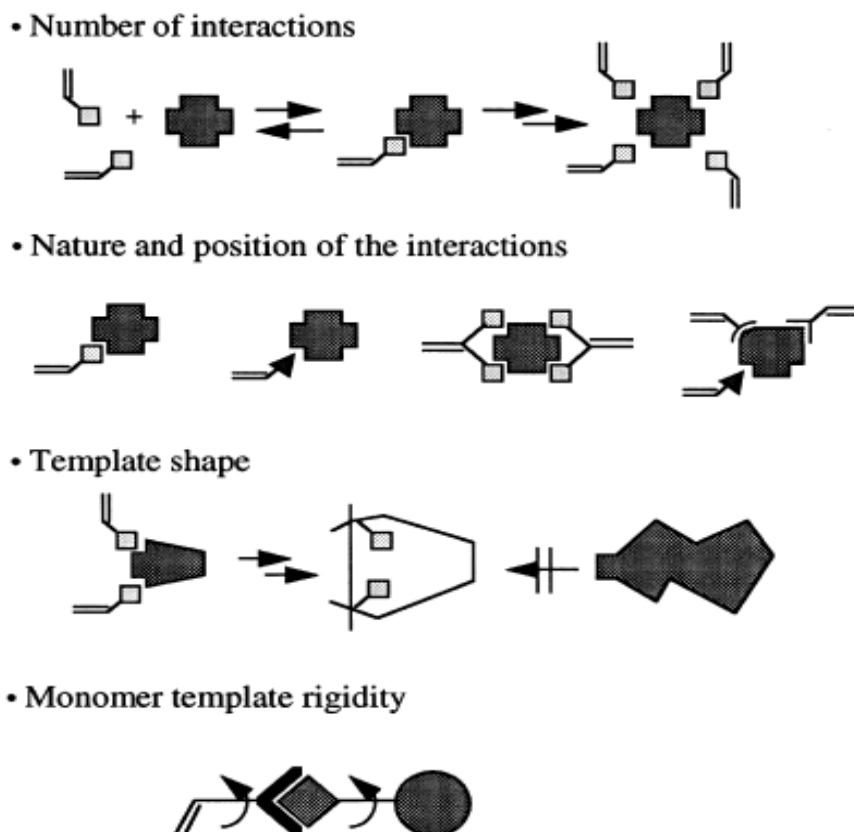 • Number of interactions
+
• Nature and position of the interactions
• Template shape
• Monomer template rigidity